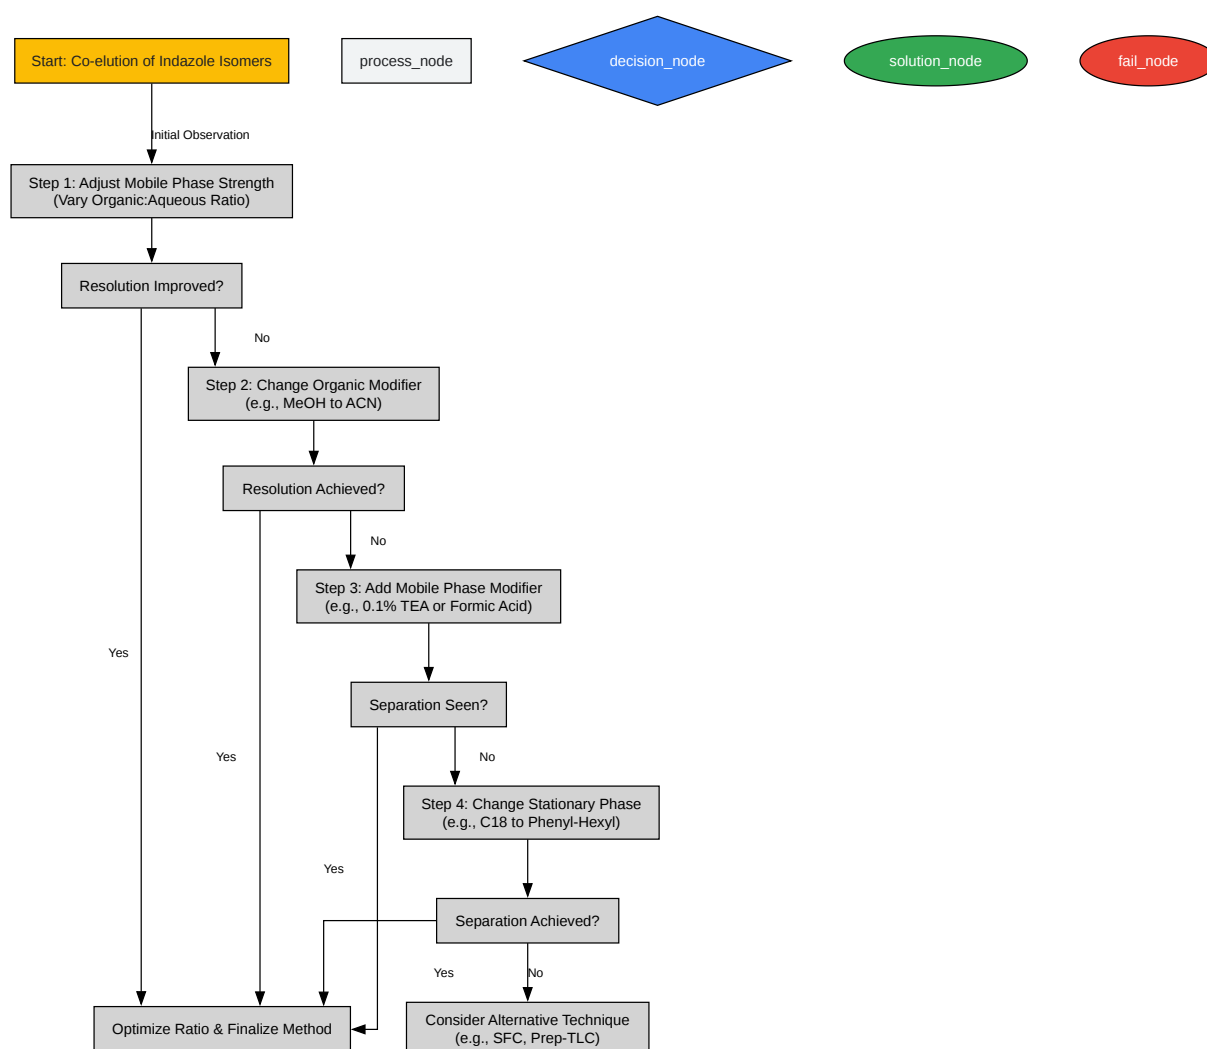 Start: Co-elution of Indazole Isomers
process_node
decision_node
solution_node
fail_node
Initial Observation
Step 1: Adjust Mobile Phase Strength
(Vary Organic:Aqueous Ratio)
Resolution Improved?
No
Step 2: Change Organic Modifier
(e.g., MeOH to ACN)
Resolution Achieved?
No
Step 3: Add Mobile Phase Modifier
(e.g., 0.1% TEA or Formic Acid)
Yes
Separation Seen?
Yes
No
Step 4: Change Stationary Phase
(e.g., C18 to Phenyl-Hexyl)
Yes
Separation Achieved?
Yes
No
Optimize Ratio & Finalize Method
Consider Alternative Technique
(e.g., SFC, Prep-TLC)